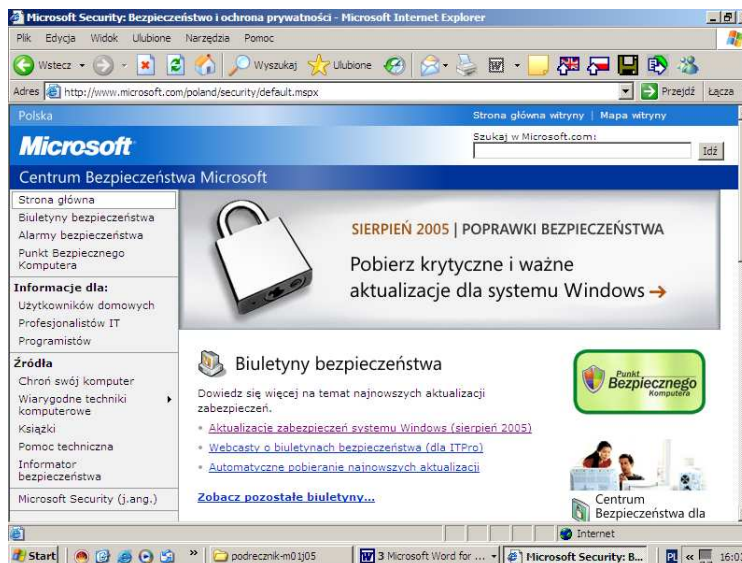 Microsoft Security: Bezpieczeństwo i ochrona prywatności - Microsoft Internet Explorer
Plik Edycja Widok Ulubione Narzędzia Pomoc
Wstecz Wyszukaj Ulubione
Adres http://www.microsoft.com/poland/security/default.mspx Przejdź Łącza
Polska Strona główna witryny | Mapa witryny
Microsoft
Szukaj w Microsoft.com:
Idź
Centrum Bezpieczeństwa Microsoft
Strona główna
Biuletyny bezpieczeństwa
Alarmy bezpieczeństwa
Punkt Bezpiecznego
Komputera
Informacje dla:
Użytkowników domowych
Profesjonalistów IT
Programistów
Źródła
Chroń swój komputer
Wiarygodne techniki
komputerowe
Książki
Pomoc techniczna
Informator
bezpieczeństwa
Microsoft Security (j.ang.)
SIERPIEŃ 2005 | POPRAWKI BEZPIECZEŃSTWA
Pobierz krytyczne i ważne
aktualizacje dla systemu Windows
Biuletyny bezpieczeństwa
Dowiedz się więcej na temat najnowszych aktualizacji
zabezpieczeń.
Aktualizacje zabezpieczeń systemu Windows (sierpień 2005)
Webcasty o biuletynach bezpieczeństwa (dla ITPro)
Automatyczne pobieranie najnowszych aktualizacji
Zobacz pozostałe biuletyny...
Punkt
Bezpiecznego
Komputera
Centrum
Bezpieczeństwa dla
Internet
Start » podrecznik-m01j05 3 Microsoft Word for ... Microsoft Security: B... PL « 16:03